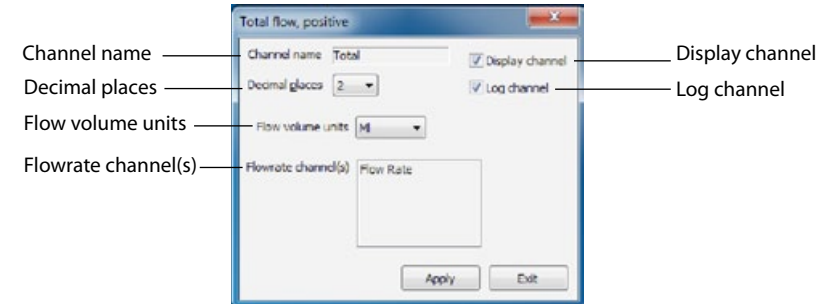 Total flow, positive
Channel name
Decimal places
Flow volume units
Flowrate channel(s)
Channel name Total
Decimal places 2
Flow volume units Ml
Flowrate channel(s) Flow Rate
Display channel
Log channel
Apply Exit
Display channel
Log channel